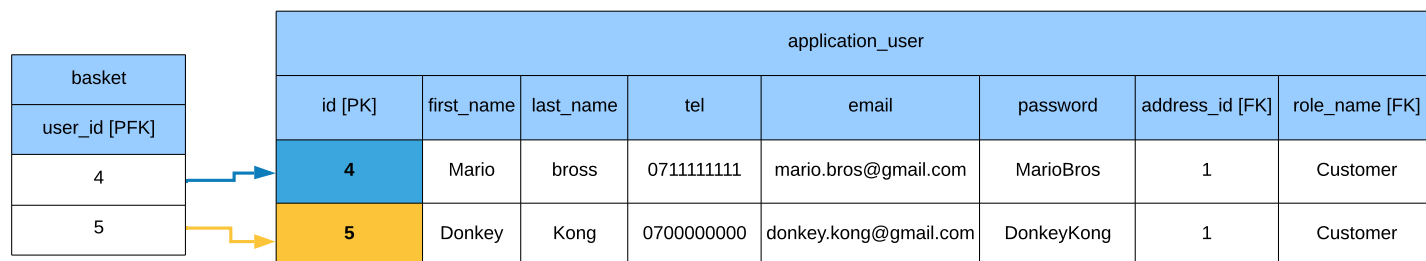 basket
user_id [PFK]
4
5
application_user
id [PK] first_name last_name tel email password address_id [FK] role_name [FK]
4 Mario bross 0711111111 mario.bros@gmail.com MarioBros 1 Customer
5 Donkey Kong 0700000000 donkey.kong@gmail.com DonkeyKong 1 Customer